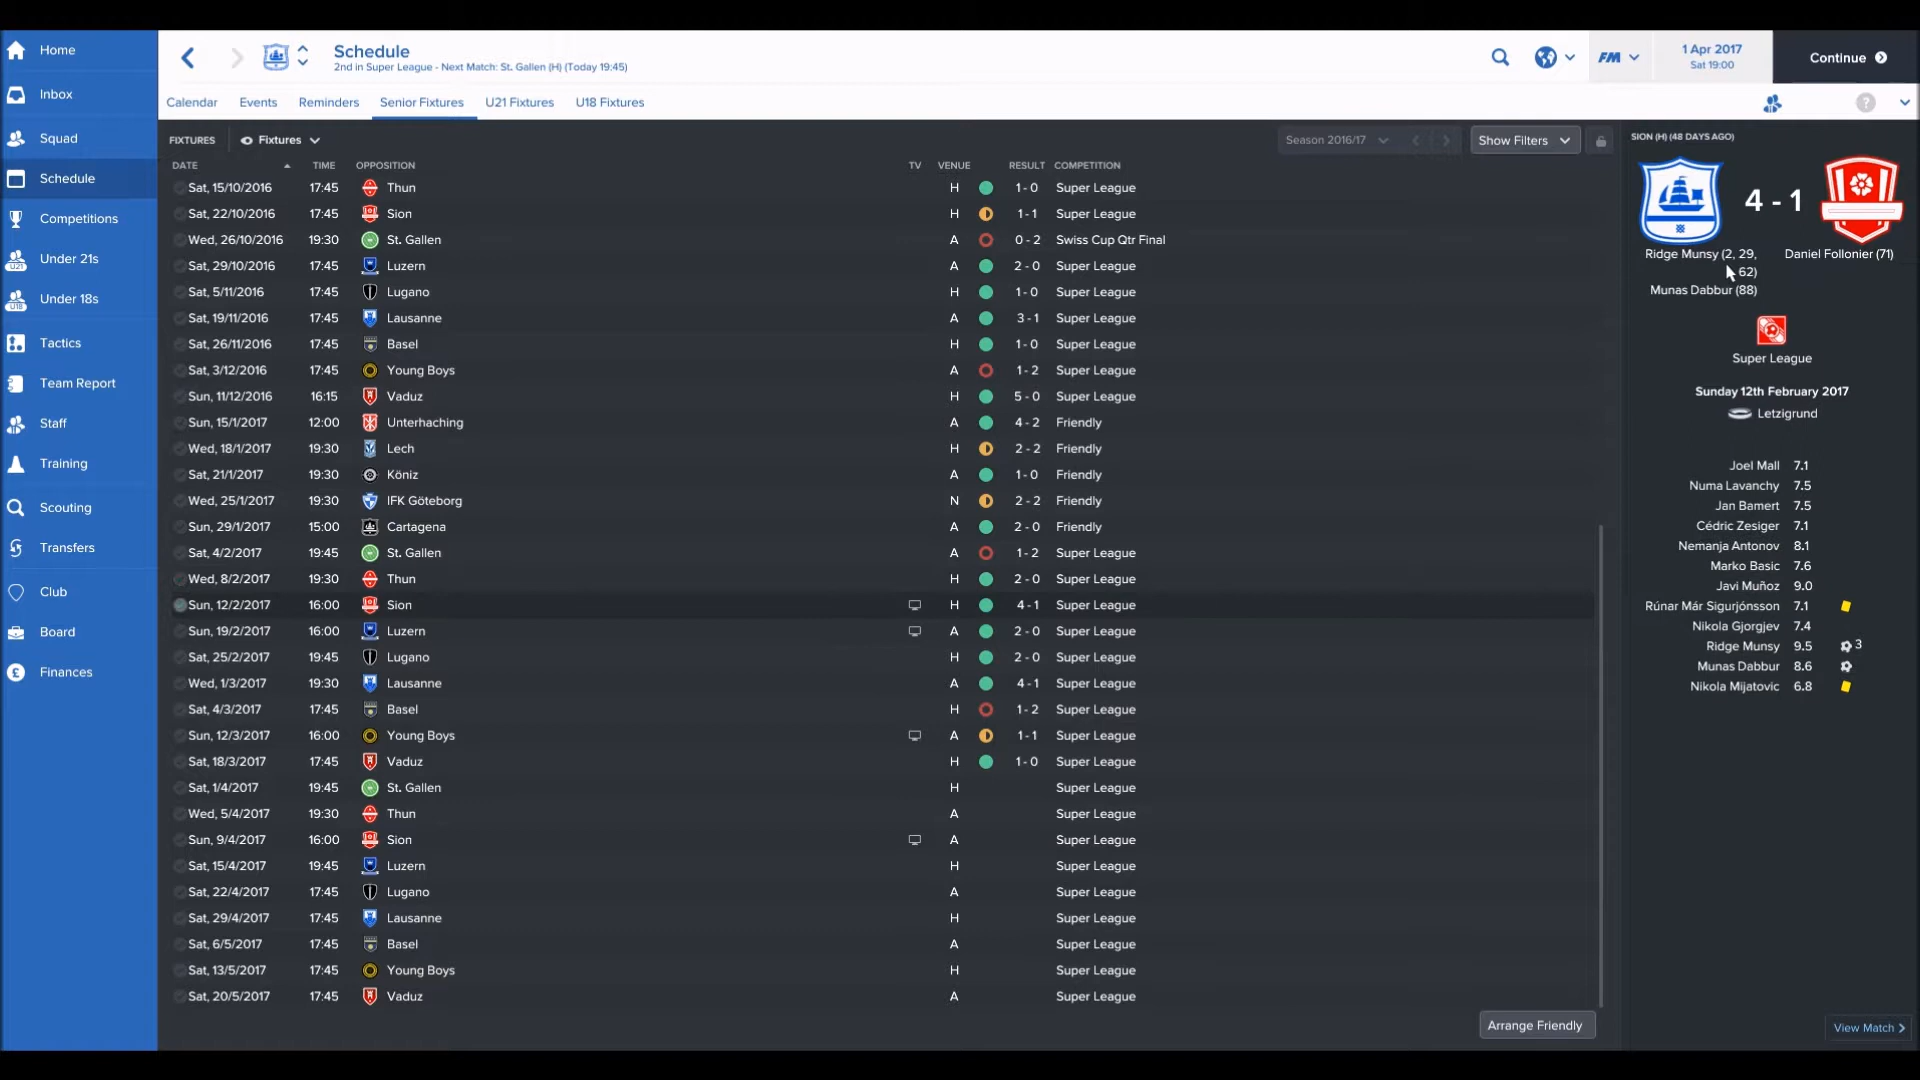 Home
Inbox
Squad
Schedule
Competitions
Under 21s
Under 18s
Tactics
Team Report
Staff
Training
Scouting
Transfers
Club
Board
Finances
Schedule
2nd in Super League - Next Match: St. Gallen (H) (Today 19:45)
FM
1 Apr 2017
Sat 19:00
Continue
Calendar Events Reminders Senior Fixtures U21 Fixtures U18 Fixtures
?
FIXTURES Fixtures Season 2016/17 Show Filters
DATE TIME OPPOSITION TV VENUE RESULT COMPETITION
Sat, 15/10/2016 17:45 Thun H 1 - 0 Super League
Sat, 22/10/2016 17:45 Sion H 1 - 1 Super League
Wed, 26/10/2016 19:30 St. Gallen A 0 - 2 Swiss Cup Qtr Final
Sat, 29/10/2016 17:45 Luzern A 2 - 0 Super League
Sat, 5/11/2016 17:45 Lugano H 1 - 0 Super League
Sat, 19/11/2016 17:45 Lausanne A 3 - 1 Super League
Sat, 26/11/2016 17:45 Basel H 1 - 0 Super League
Sat, 3/12/2016 17:45 Young Boys A 1 - 2 Super League
Sun, 11/12/2016 16:15 Vaduz H 5 - 0 Super League
Sun, 15/1/2017 12:00 Unterhaching A 4 - 2 Friendly
Wed, 18/1/2017 19:30 Lech H 2 - 2 Friendly
Sat, 21/1/2017 19:30 Köniz A 1 - 0 Friendly
Wed, 25/1/2017 19:30 IFK Göteborg N 2 - 2 Friendly
Sun, 29/1/2017 15:00 Cartagena A 2 - 0 Friendly
Sat, 4/2/2017 19:45 St. Gallen A 1 - 2 Super League
Wed, 8/2/2017 19:30 Thun H 2 - 0 Super League
Sun, 12/2/2017 16:00 Sion H 4 - 1 Super League
Sun, 19/2/2017 16:00 Luzern A 2 - 0 Super League
Sat, 25/2/2017 19:45 Lugano H 2 - 0 Super League
Wed, 1/3/2017 19:30 Lausanne A 4 - 1 Super League
Sat, 4/3/2017 17:45 Basel H 1 - 2 Super League
Sun, 12/3/2017 16:00 Young Boys A 1 - 1 Super League
Sat, 18/3/2017 17:45 Vaduz H 1 - 0 Super League
Sat, 1/4/2017 19:45 St. Gallen H Super League
Wed, 5/4/2017 19:30 Thun A Super League
Sun, 9/4/2017 16:00 Sion A Super League
Sat, 15/4/2017 19:45 Luzern H Super League
Sat, 22/4/2017 17:45 Lugano A Super League
Sat, 29/4/2017 17:45 Lausanne H Super League
Sat, 6/5/2017 17:45 Basel A Super League
Sat, 13/5/2017 17:45 Young Boys H Super League
Sat, 20/5/2017 17:45 Vaduz A Super League
Arrange Friendly
SION (H) (48 DAYS AGO)
4 - 1
Ridge Munsy (2, 29, Daniel Follonier (71)
62)
Munas Dabbur (88)
Super League
Sunday 12th February 2017
Letzigrund
Joel Mall 7.1
Numa Lavanchy 7.5
Jan Bamert 7.5
Cédric Zesiger 7.1
Nemanja Antonov 8.1
Marko Basic 7.6
Javi Muñoz 9.0
Rúnar Már Sigurjónsson 7.1
Nikola Gjorgjev 7.4
Ridge Munsy 9.5 3
Munas Dabbur 8.6
Nikola Mijatovic 6.8
View Match